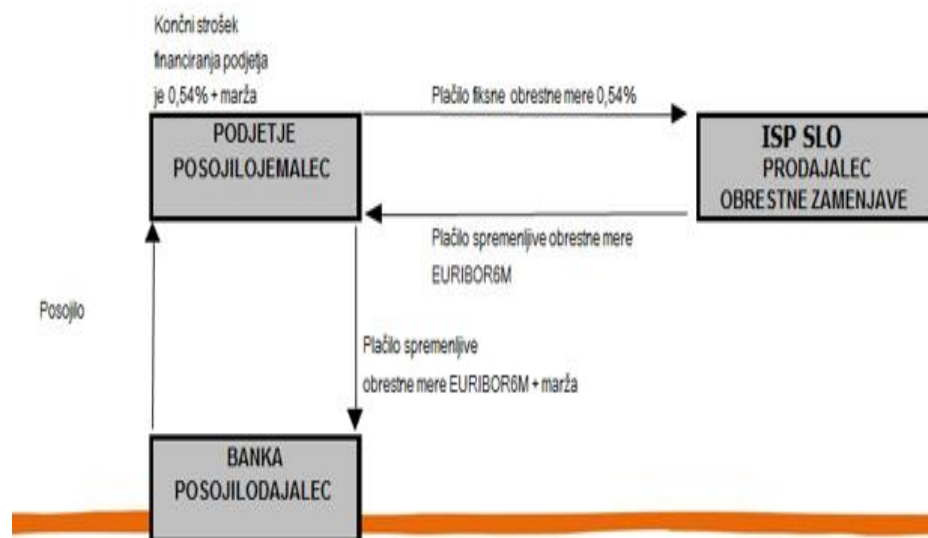 Končni strošek
financiranja podjetja
je 0,54% + marža
Plačilo fiksne obrestne mere 0,54%
PODJETJE
POSOJILOJEMALEC
ISP SLO
PRODAJALEC
OBRESTNE ZAMENJAVE
Plačilo spremenljive obrestne mere
EURIBOR6M
Posojilo
Plačilo spremenljive
obrestne mere EURIBOR6M + marža
BANKA
POSOJILODAJALEC